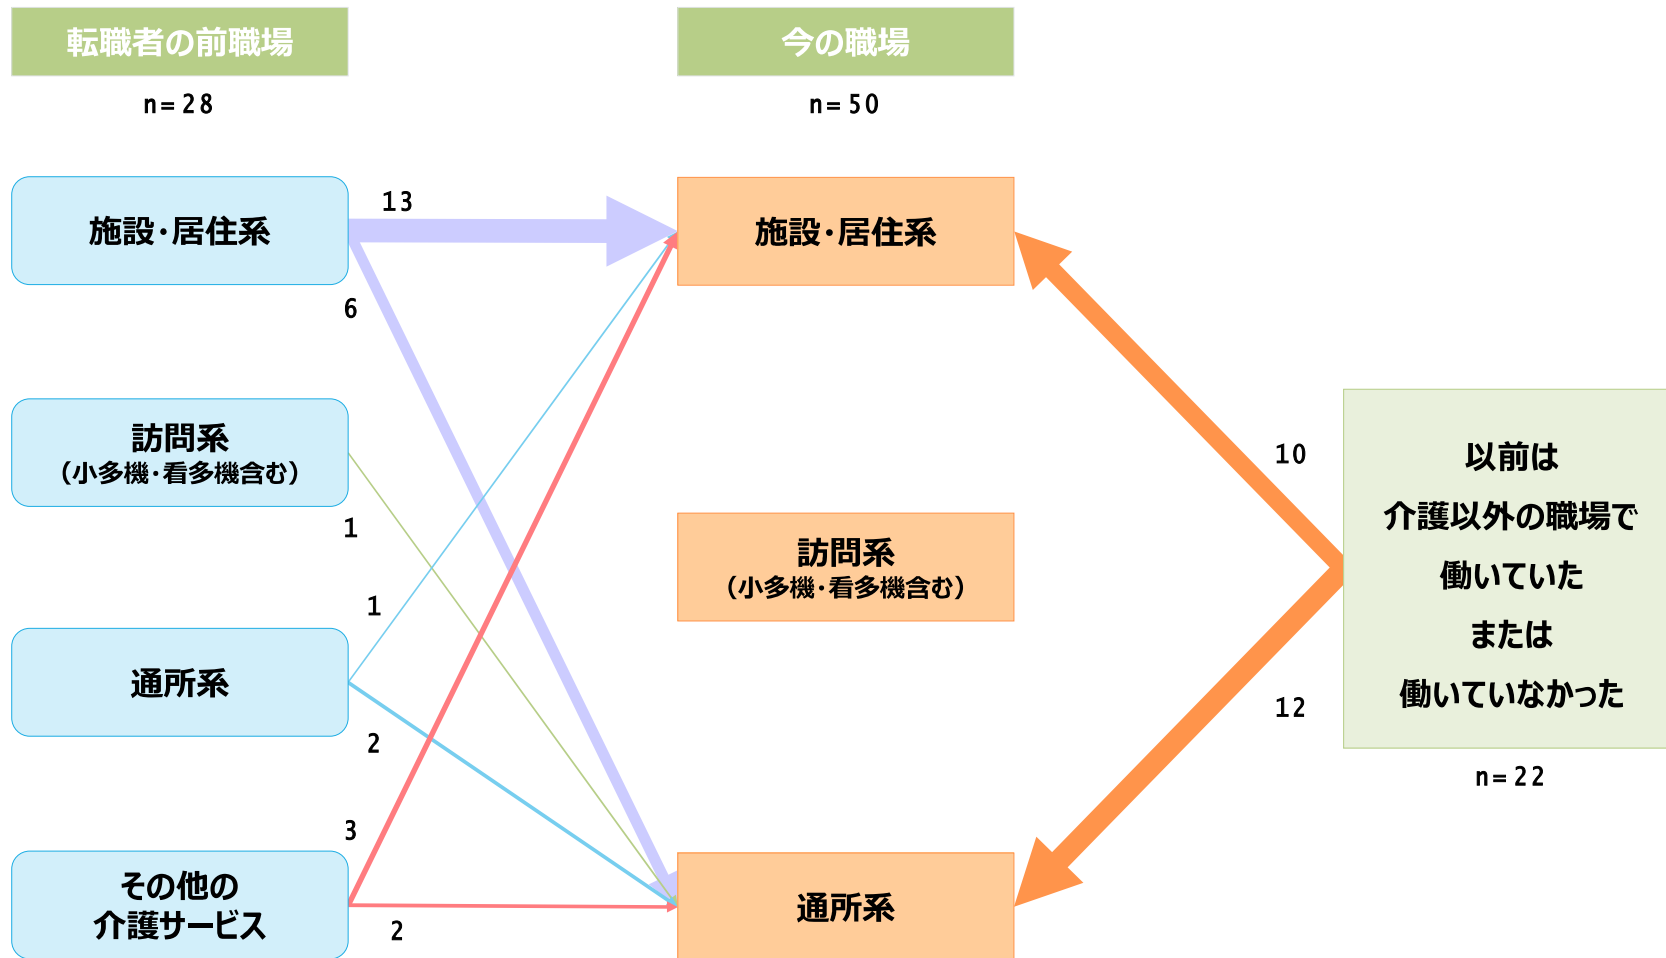 転職者の前職場
今の職場
n=28
n=50
施設・居住系
13
6
施設・居住系
訪問系
（小多機・看多機含む）
1
訪問系
（小多機・看多機含む）
通所系
1
2
その他の
介護サービス
3
2
通所系
10
12
以前は
介護以外の職場で
働いていた
または
働いていなかった
n=22